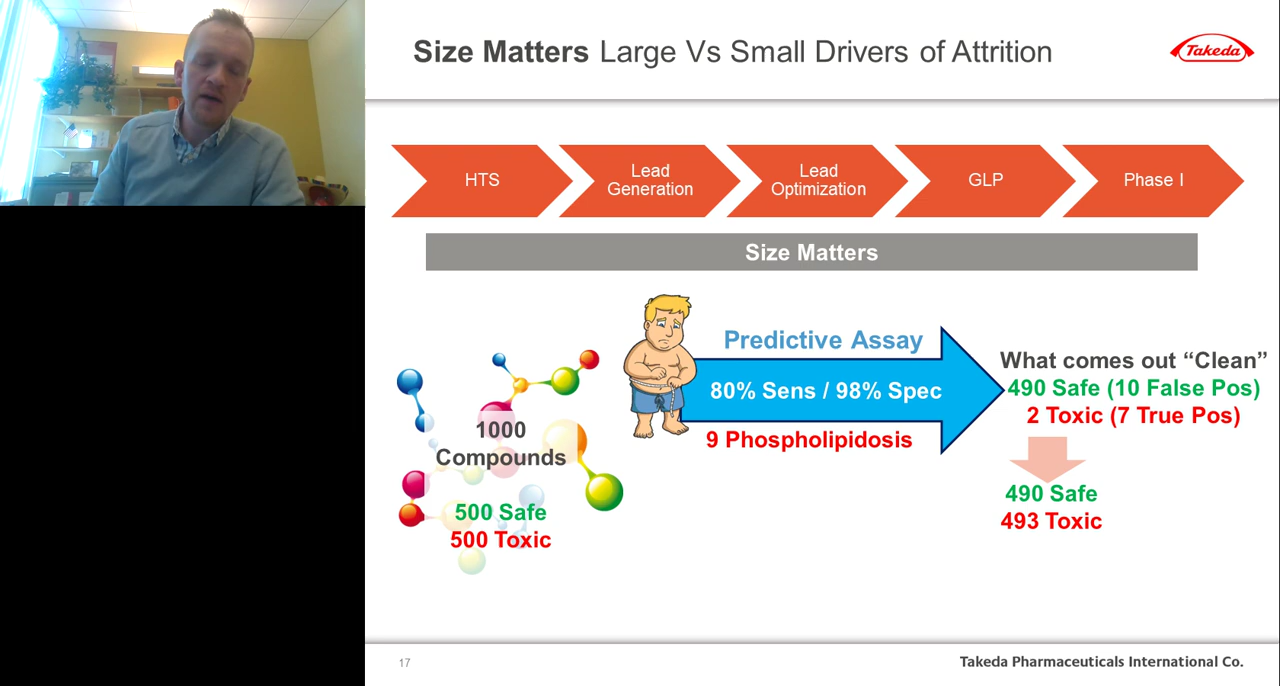 Size Matters Large Vs Small Drivers of Attrition
Takeda
HTS
Lead
Generation
Lead
Optimization
GLP
Phase I
Size Matters
1000
Compounds
500 Safe
500 Toxic
Predictive Assay
80% Sens / 98% Spec
9 Phospholipidosis
What comes out “Clean”
490 Safe (10 False Pos)
2 Toxic (7 True Pos)
490 Safe
493 Toxic
17
Takeda Pharmaceuticals International Co.